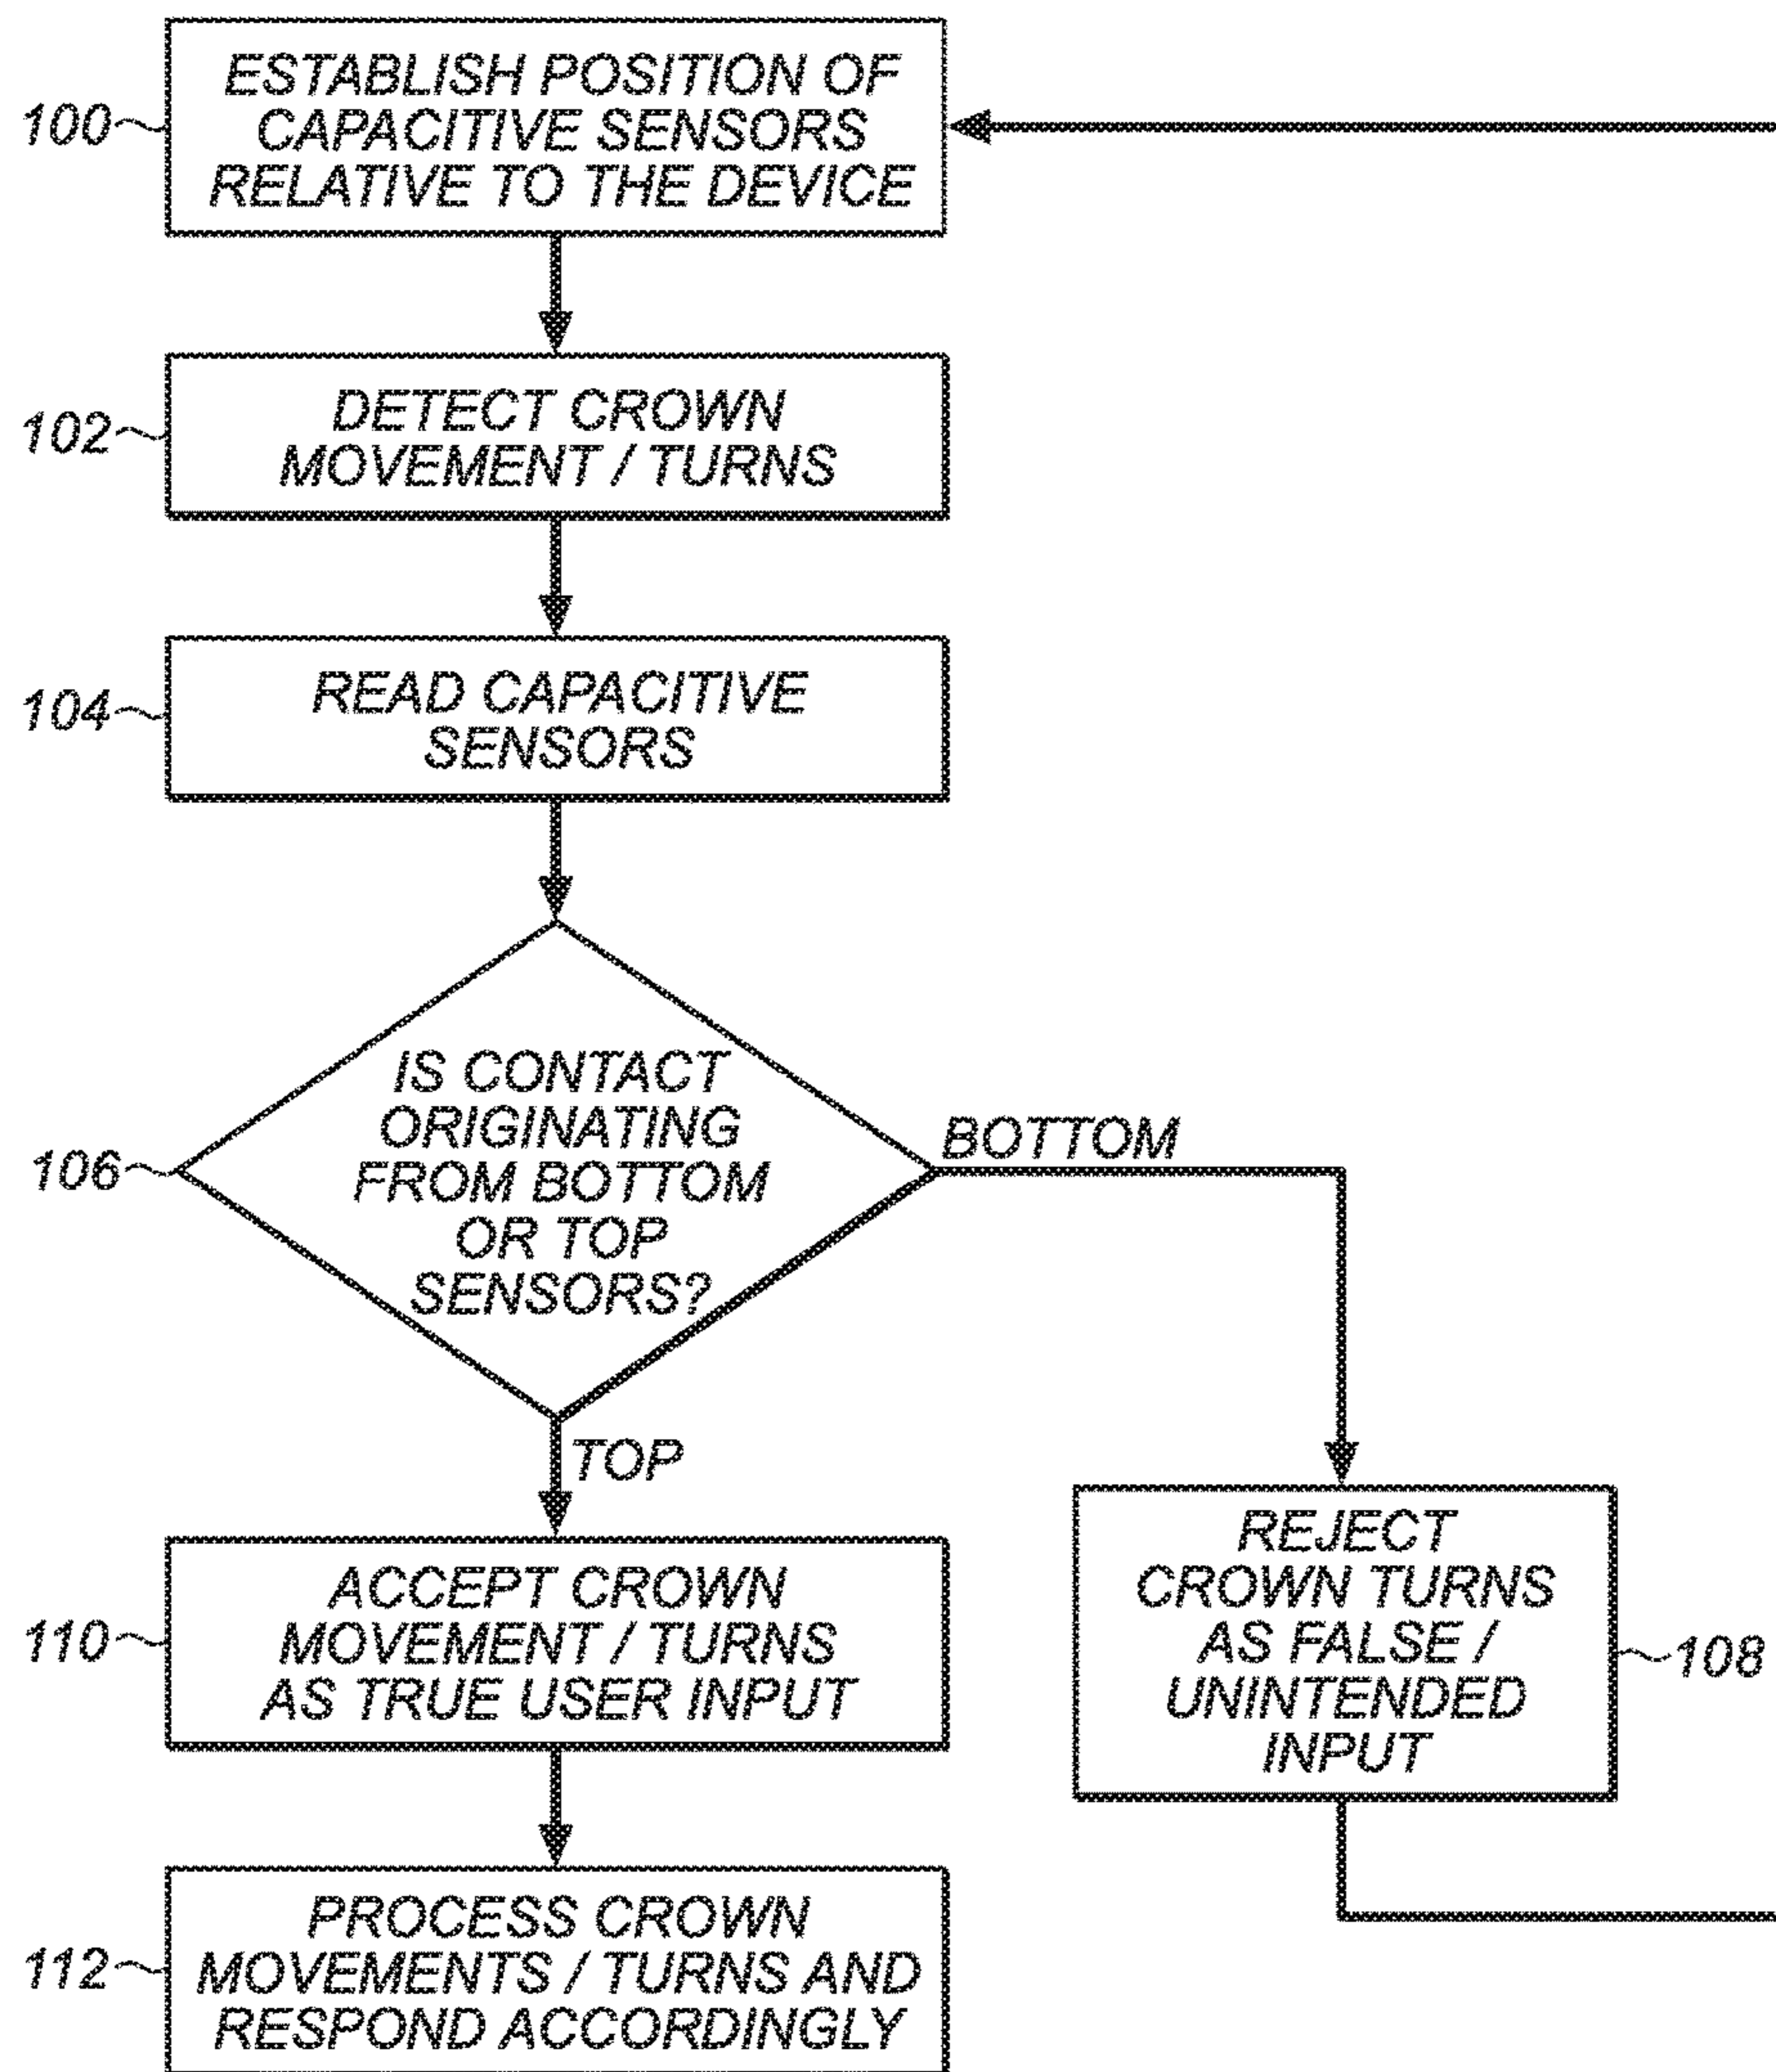 100
ESTABLISH POSITION OF
CAPACITIVE SENSORS
RELATIVE TO THE DEVICE
102
DETECT CROWN
MOVEMENT / TURNS
104
READ CAPACITIVE
SENSORS
106
IS CONTACT
ORIGINATING
FROM BOTTOM
OR TOP
SENSORS?
BOTTOM
TOP
REJECT
CROWN TURNS
AS FALSE /
UNINTENDED
INPUT
108
110
ACCEPT CROWN
MOVEMENT / TURNS
AS TRUE USER INPUT
112
PROCESS CROWN
MOVEMENTS / TURNS AND
RESPOND ACCORDINGLY